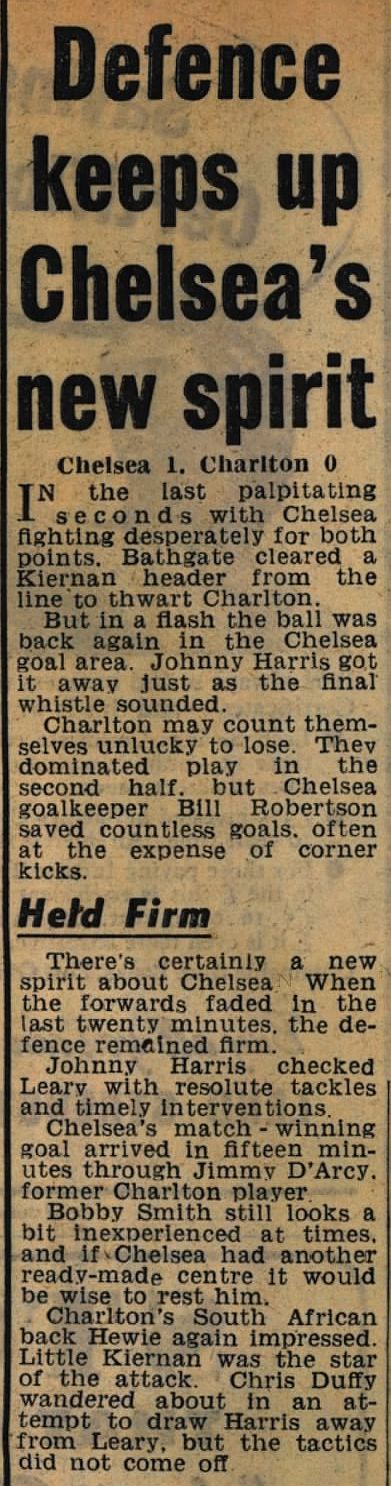 Defence
keeps up
Chelsea's
new spirit
Chelsea 1, Charlton 0
IN the last palpitating
seconds with Chelsea
fighting desperately for both
points, Bathgate cleared a
Kiernan header from the
line to thwart Charlton.
But in a flash the ball was
back again in the Chelsea
goal area. Johnny Harris got
it away just as the final
whistle sounded.
Charlton may count them-
selves unlucky to lose. They
dominated play in the
second half, but Chelsea
goalkeeper Bill Robertson
saved countless goals, often
at the expense of corner
kicks.
Held Firm
There's certainly a new
spirit about Chelsea. When
the forwards faded in the
last twenty minutes, the de-
fence remained firm.
Johnny Harris checked
Leary with resolute tackles
and timely interventions.
Chelsea's match-winning
goal arrived in fifteen min-
utes through Jimmy D'Arcy,
former Charlton player.
Bobby Smith still looks a
bit inexperienced at times,
and if Chelsea had another
ready-made centre it would
be wise to rest him.
Charlton's South African
back Hewie again impressed.
Little Kiernan was the star
of the attack. Chris Duffy
wandered about in an at-
tempt to draw Harris away
from Leary, but the tactics
did not come off